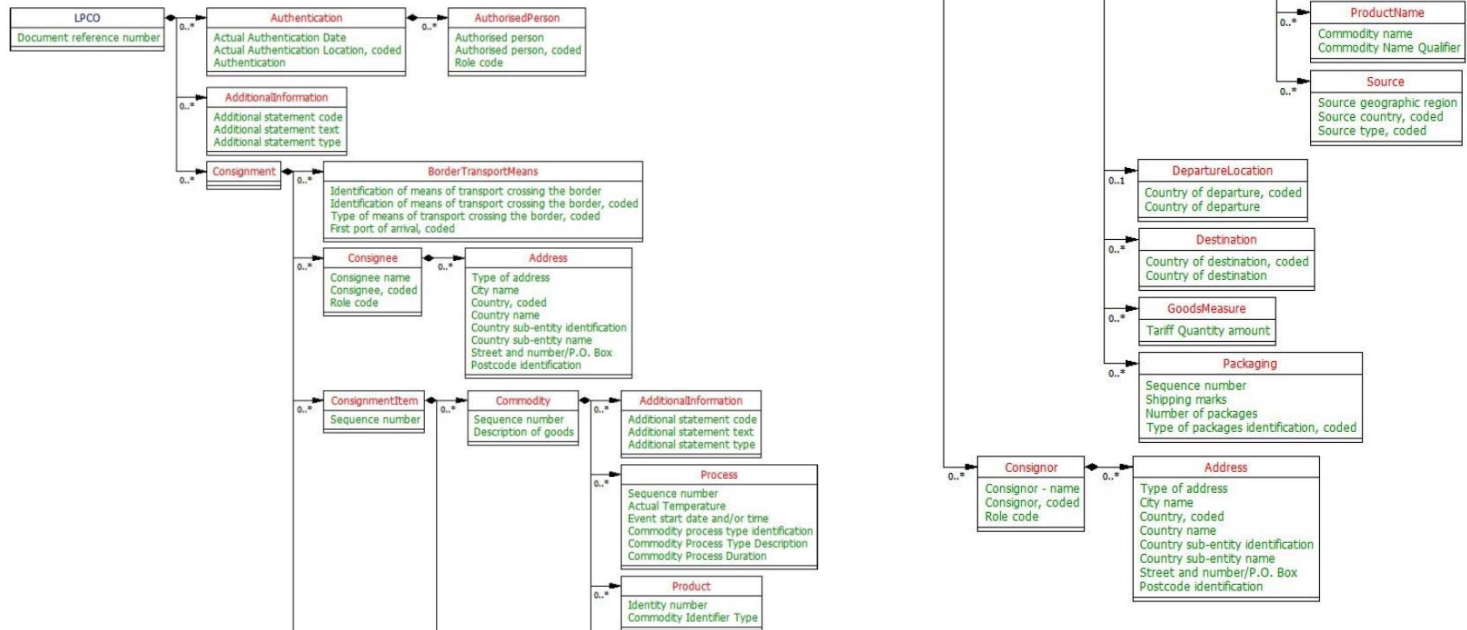 LPCO
Document reference number
0..*
Authentication
Actual Authentication Date
Actual Authentication Location, coded
Authentication
0..*
AuthorisedPerson
Authorised person
Authorised person, coded
Role code
0..*
AdditionalInformation
Additional statement code
Additional statement text
Additional statement type
0..*
Consignment
0..*
BorderTransportMeans
Identification of means of transport crossing the border
Identification of means of transport crossing the border, coded
Type of means of transport crossing the border, coded
First port of arrival, coded
0..*
Consignee
Consignee name
Consignee, coded
Role code
0..*
Address
Type of address
City name
Country, coded
Country name
Country sub-entity identification
Country sub-entity name
Street and number/P.O. Box
Postcode identification
0..*
ConsignmentItem
Sequence number
0..*
Commodity
Sequence number
Description of goods
0..*
AdditionalInformation
Additional statement code
Additional statement text
Additional statement type
0..*
Process
Sequence number
Actual Temperature
Event start date and/or time
Commodity process type identification
Commodity Process Type Description
Commodity Process Duration
0..*
Product
Identity number
Commodity Identifier Type
0..*
ProductName
Commodity name
Commodity Name Qualifier
0..*
Source
Source geographic region
Source country, coded
Source type, coded
0..1
DepartureLocation
Country of departure, coded
Country of departure
0..*
Destination
Country of destination, coded
Country of destination
0..*
GoodsMeasure
Tariff Quantity amount
0..*
Packaging
Sequence number
Shipping marks
Number of packages
Type of packages identification, coded
0..*
Consignor
Consignor - name
Consignor, coded
Role code
0..*
Address
Type of address
City name
Country, coded
Country name
Country sub-entity identification
Country sub-entity name
Street and number/P.O. Box
Postcode identification